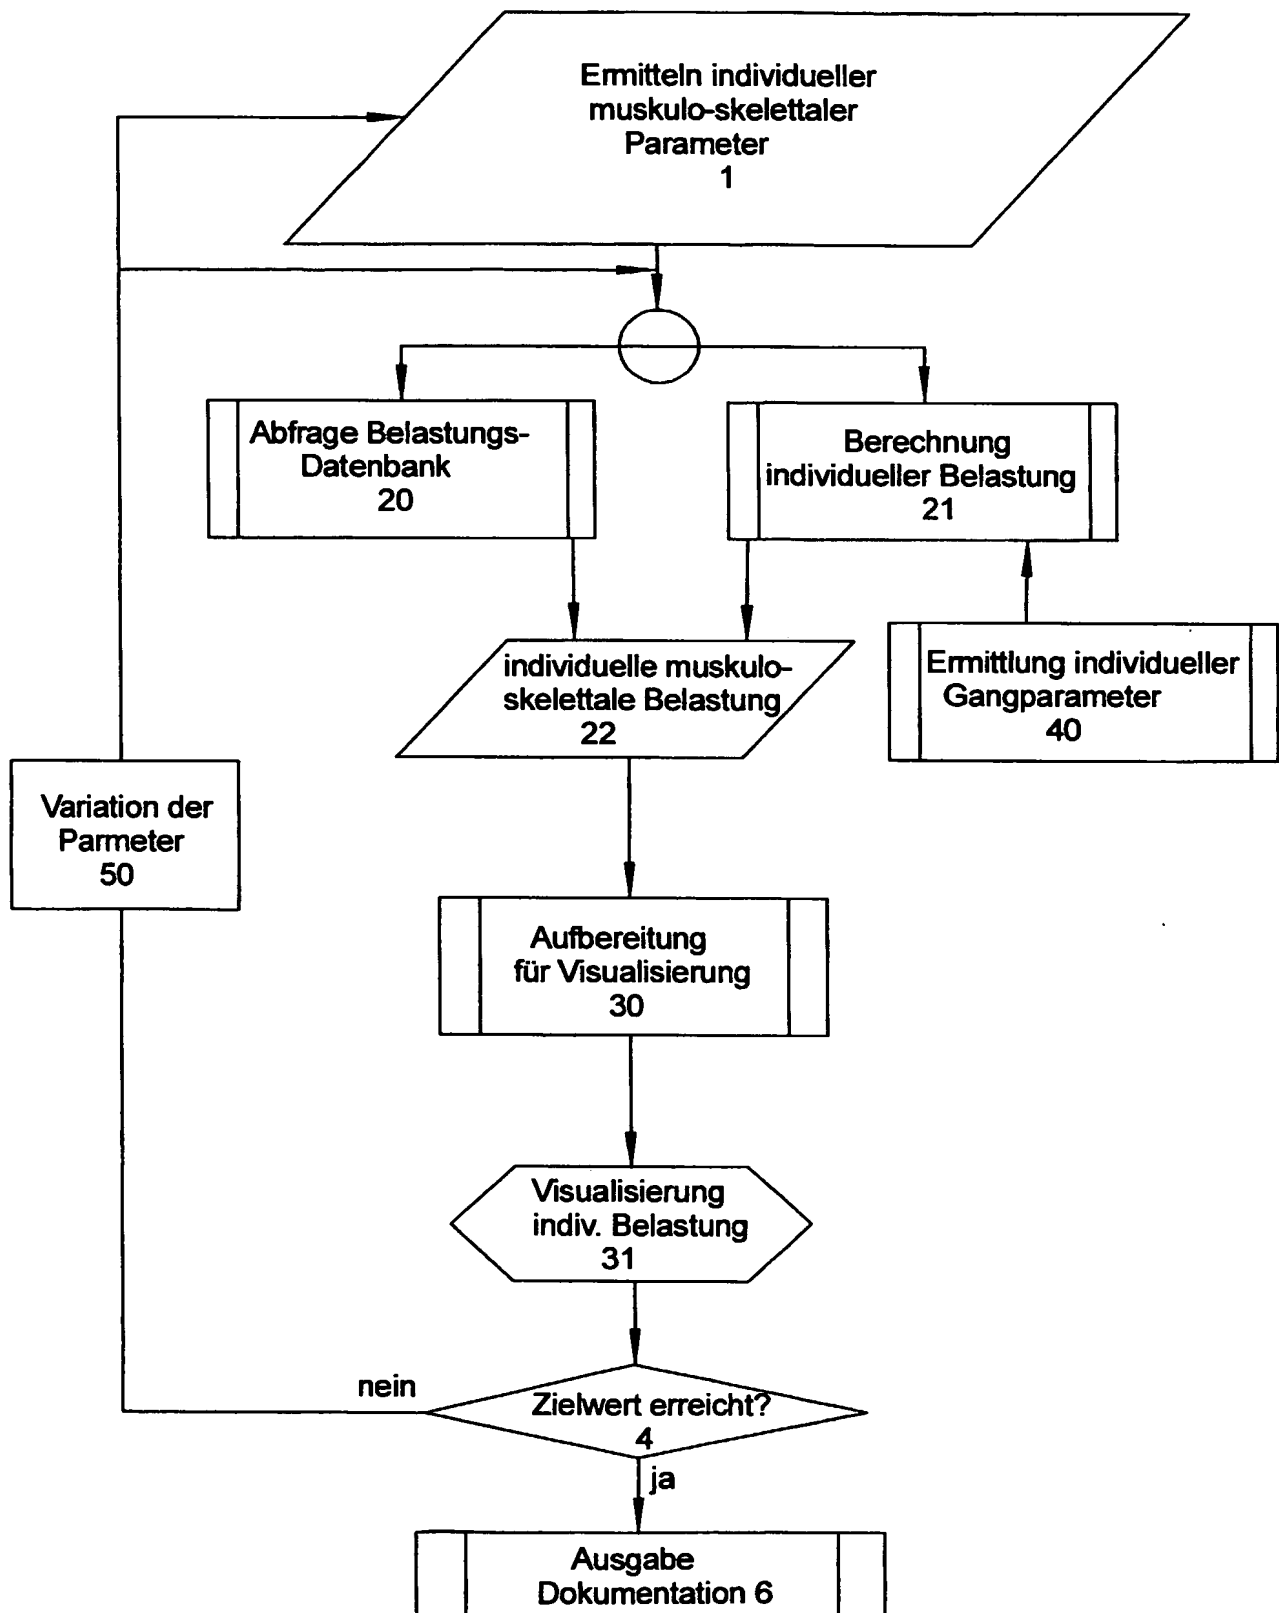 Ermitteln individueller
muskulo-skelettaler
Parameter
1
Abfrage Belastungs-
Datenbank
20
Berechnung
individueller Belastung
21
individuelle muskulo-
skelettale Belastung
22
Ermittlung individueller
Gangparameter
40
Variation der
Parmeter
50
Aufbereitung
für Visualisierung
30
Visualisierung
indiv. Belastung
31
nein
Zielwert erreicht?
4
ja
Ausgabe
Dokumentation 6